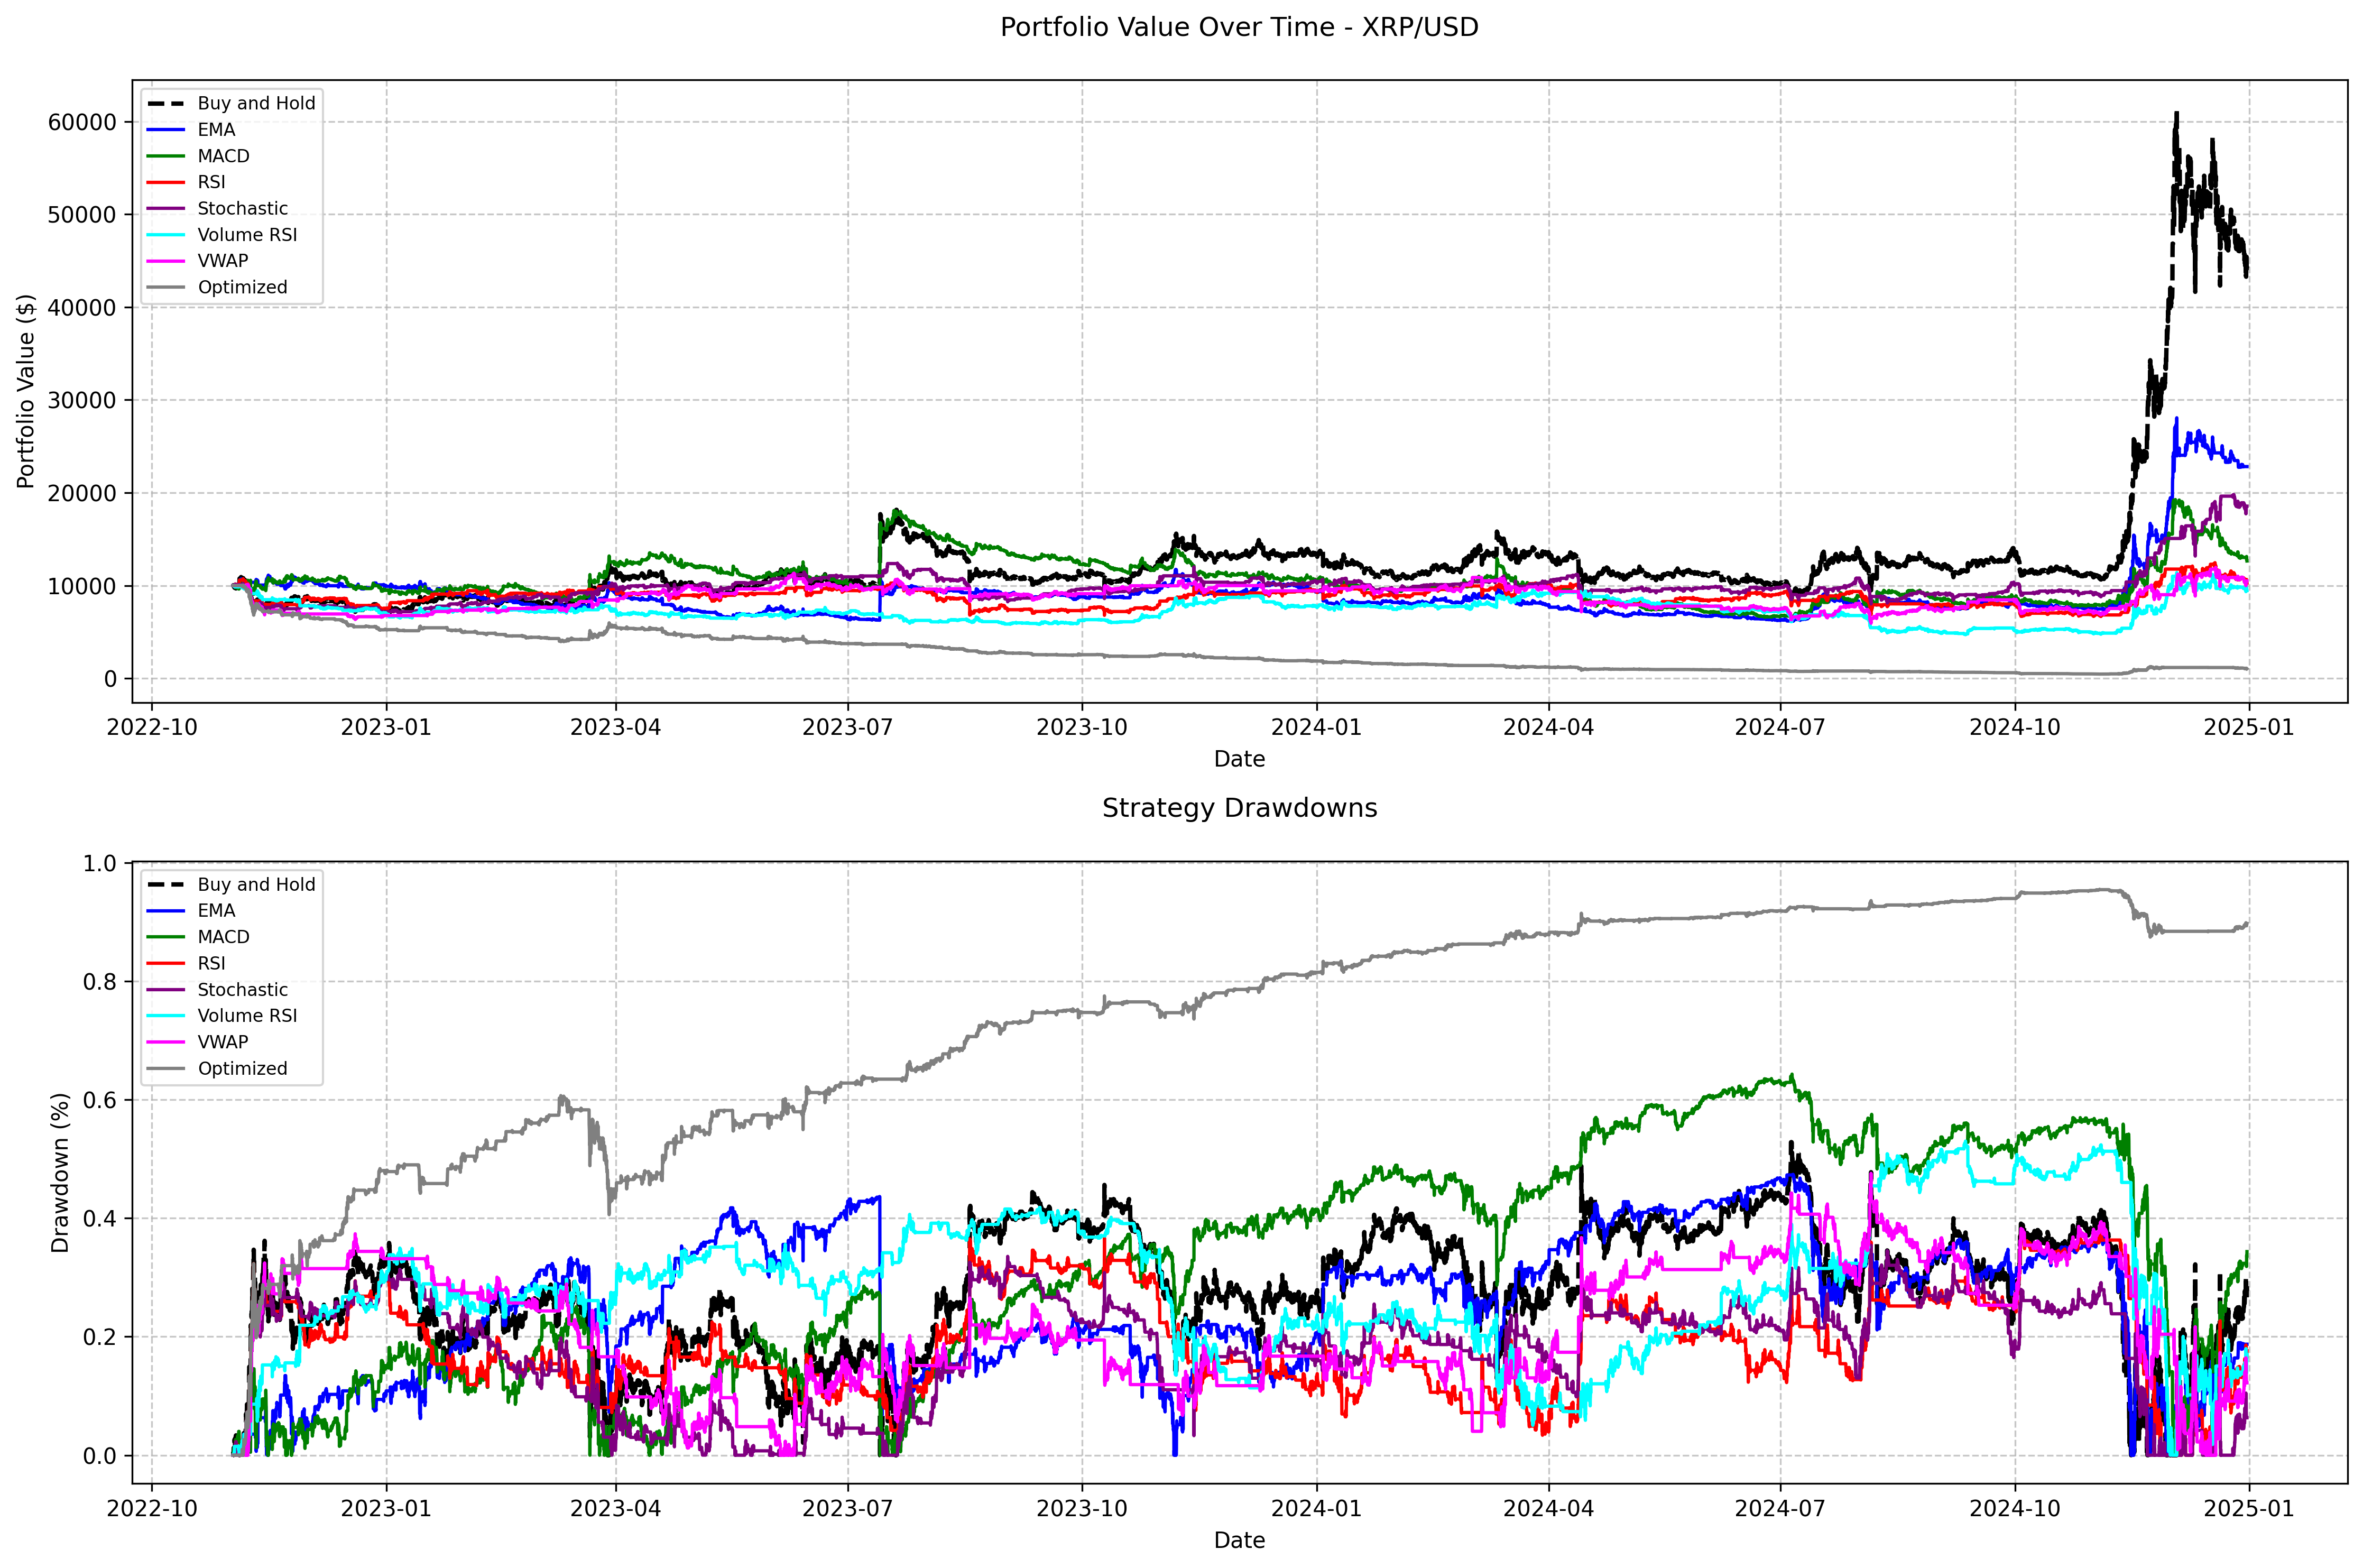 Portfolio Value Over Time - XRP/USD
Portfolio Value ($)
60000
50000
40000
30000
20000
10000
0
Buy and Hold
EMA
MACD
RSI
Stochastic
Volume RSI
VWAP
Optimized
2022-10 2023-01 2023-04 2023-07 2023-10 2024-01 2024-04 2024-07 2024-10 2025-01
Date
Strategy Drawdowns
Drawdown (%)
1.0
0.8
0.6
0.4
0.2
0.0
Buy and Hold
EMA
MACD
RSI
Stochastic
Volume RSI
VWAP
Optimized
2022-10 2023-01 2023-04 2023-07 2023-10 2024-01 2024-04 2024-07 2024-10 2025-01
Date